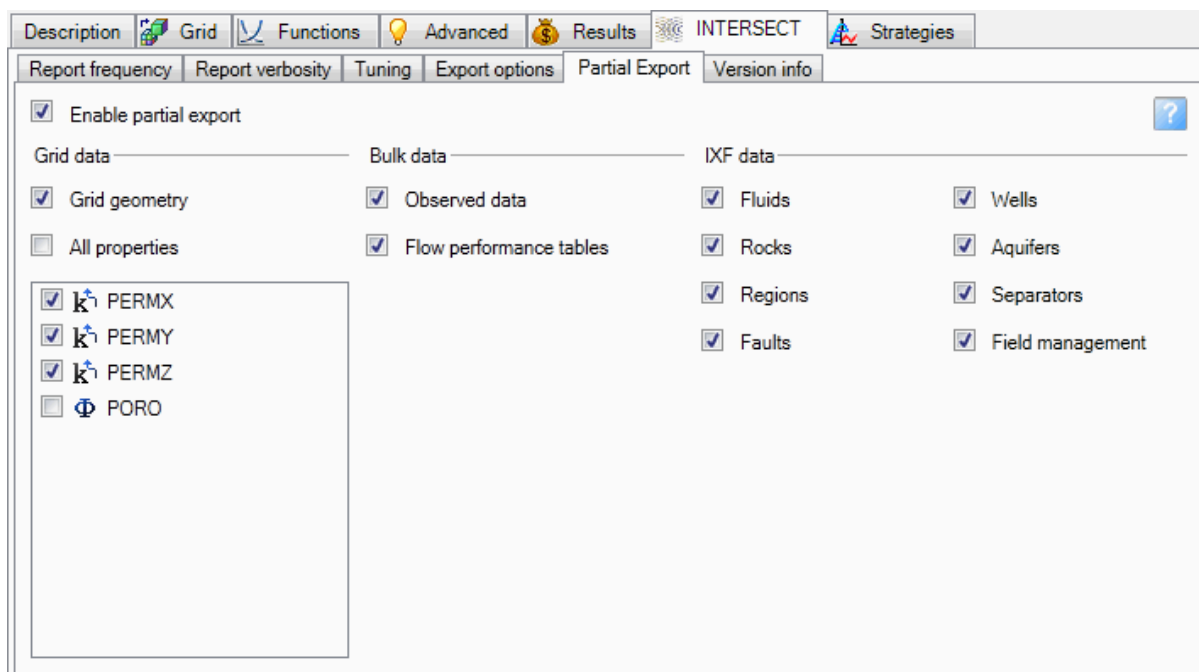 Description Grid Functions Advanced Results INTERSECT Strategies
Report frequency Report verbosity Tuning Export options Partial Export Version info
Enable partial export ?
Grid data Bulk data IXF data
Grid geometry Observed data Fluids Wells
All properties Flow performance tables Rocks Aquifers
k PERMX Regions Separators
k PERMY Faults Field management
k PERMZ
Φ PORO